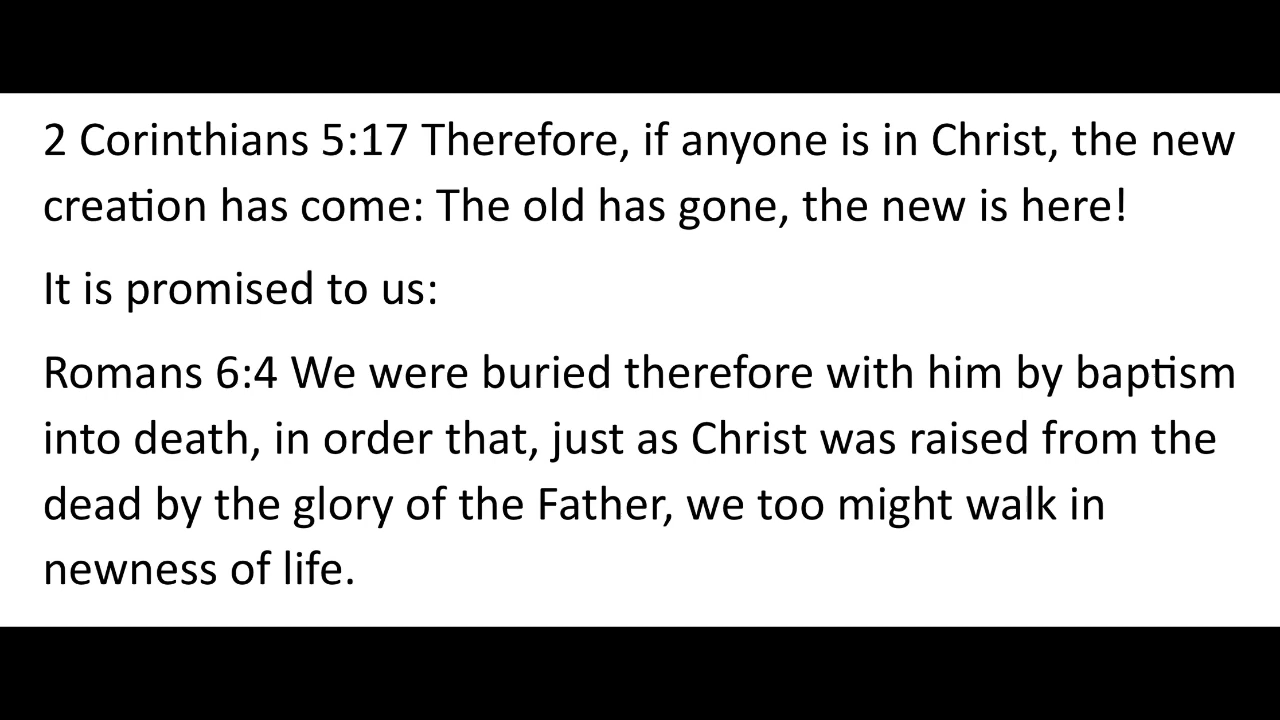 2 Corinthians 5:17 Therefore, if anyone is in Christ, the new
creation has come: The old has gone, the new is here!
It is promised to us:
Romans 6:4 We were buried therefore with him by baptism
into death, in order that, just as Christ was raised from the
dead by the glory of the Father, we too might walk in
newness of life.